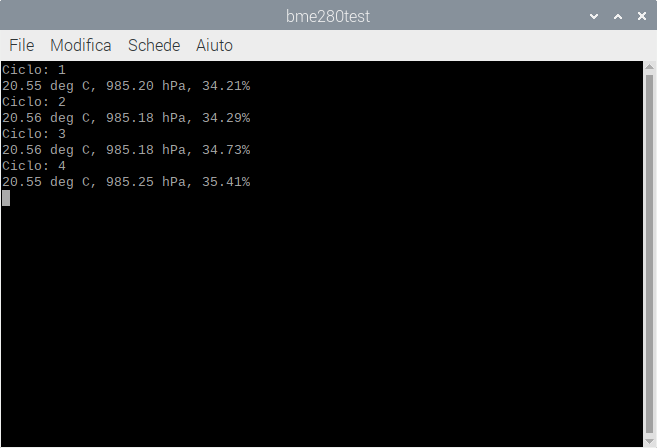 bme280test
File Modifica Schede Aiuto
Ciclo: 1
20.55 deg C, 985.20 hPa, 34.21%
Ciclo: 2
20.56 deg C, 985.18 hPa, 34.29%
Ciclo: 3
20.56 deg C, 985.18 hPa, 34.73%
Ciclo: 4
20.55 deg C, 985.25 hPa, 35.41%